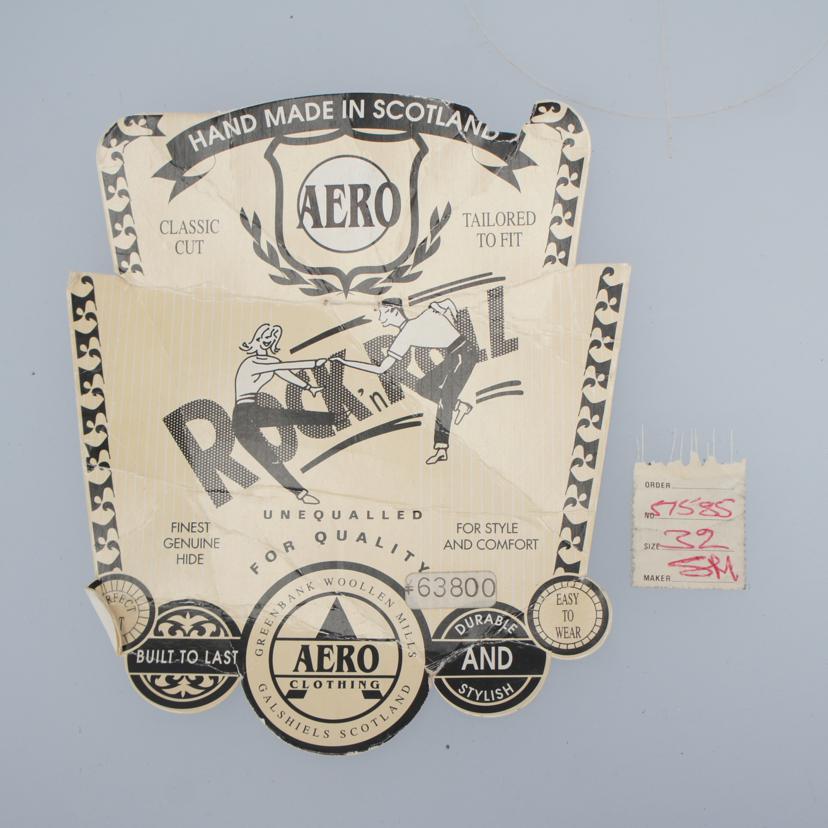 HAND MADE IN SCOTLAND
AERO
CLASSIC
CUT
TAILORED
TO FIT
ROCK 'n ROLL
UNEQUALLED
FOR QUALITY
FINEST
GENUINE
HIDE
FOR STYLE
AND COMFORT
63800
BUILT TO LAST
GREENBANK WOOLLEN MILLS
AERO
CLOTHING
GALSHIELS SCOTLAND
DURABLE
AND
STYLISH
EASY
TO
WEAR
ORDER
NO.
SIZE 32
MAKER